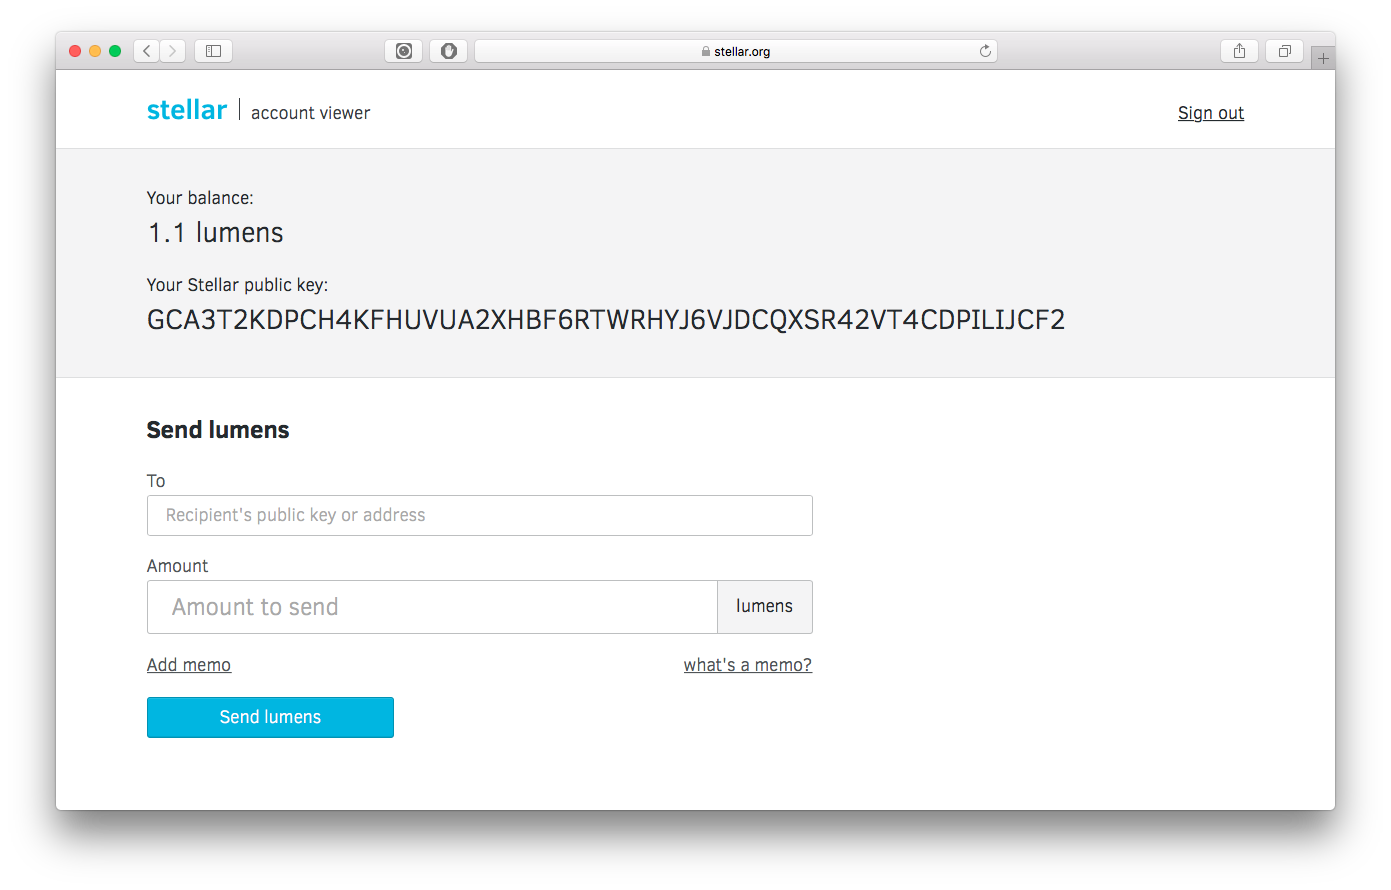 stellar.org
stellar | account viewer
Sign out
Your balance:
1.1 lumens
Your Stellar public key:
GCA3T2KDPCH4KFHUVUA2XHBF6RTWRHYJ6VJDCQXSR42VT4CDPILIJCF2
Send lumens
To
Recipient's public key or address
Amount
Amount to send
lumens
Add memo
what's a memo?
Send lumens